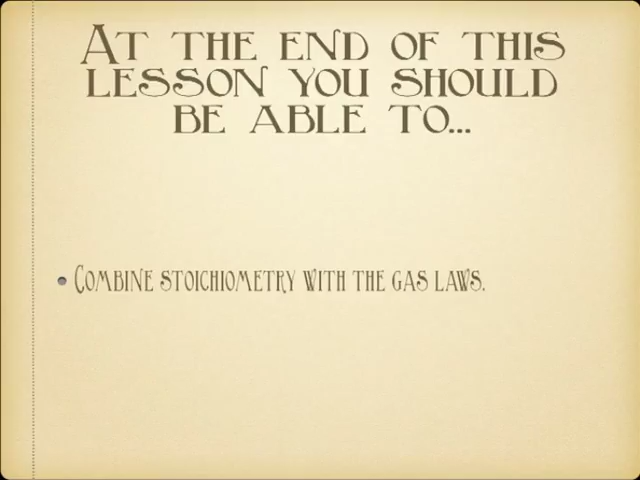 At the end of this
lesson you should
be able to...
• Combine stoichiometry with the gas laws.